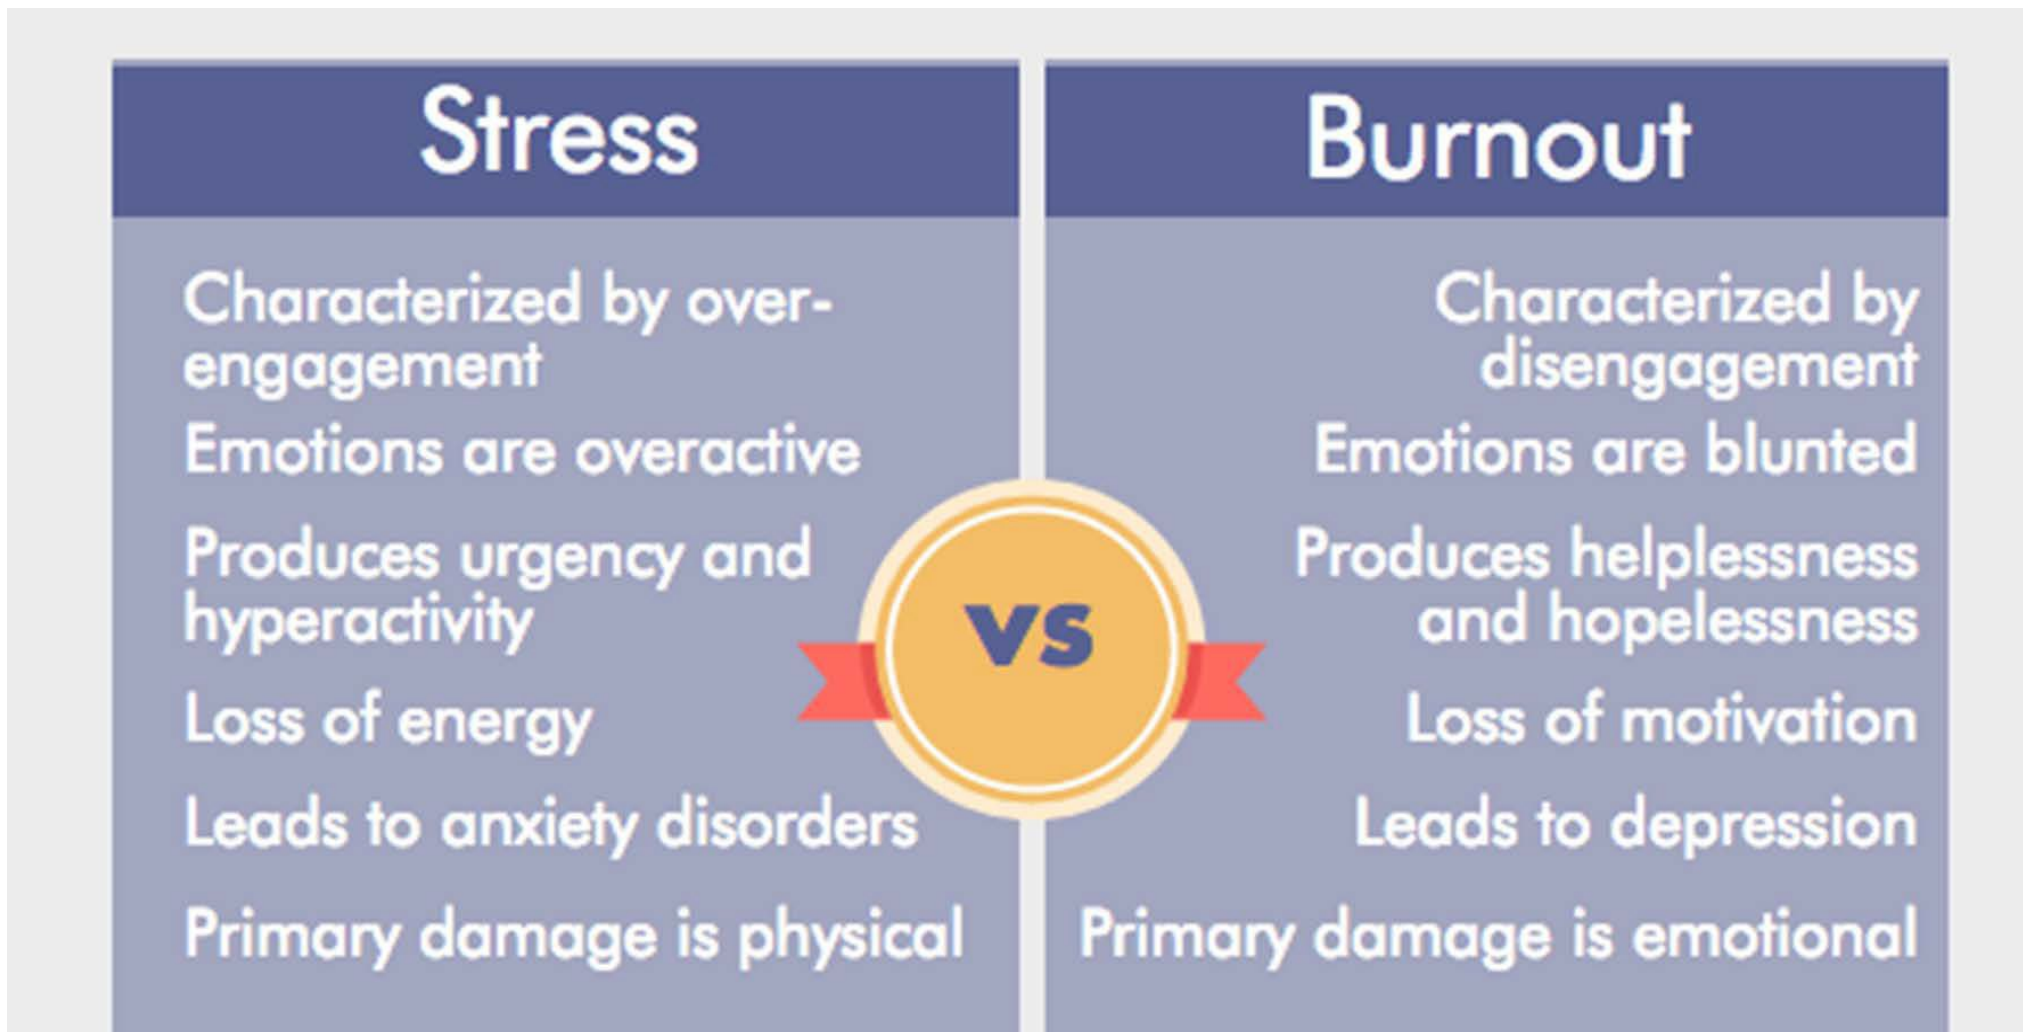 Stress
Characterized by over-
engagement
Emotions are overactive
Produces urgency and
hyperactivity
Loss of energy
Leads to anxiety disorders
Primary damage is physical
vs
Burnout
Characterized by
disengagement
Emotions are blunted
Produces helplessness
and hopelessness
Loss of motivation
Leads to depression
Primary damage is emotional